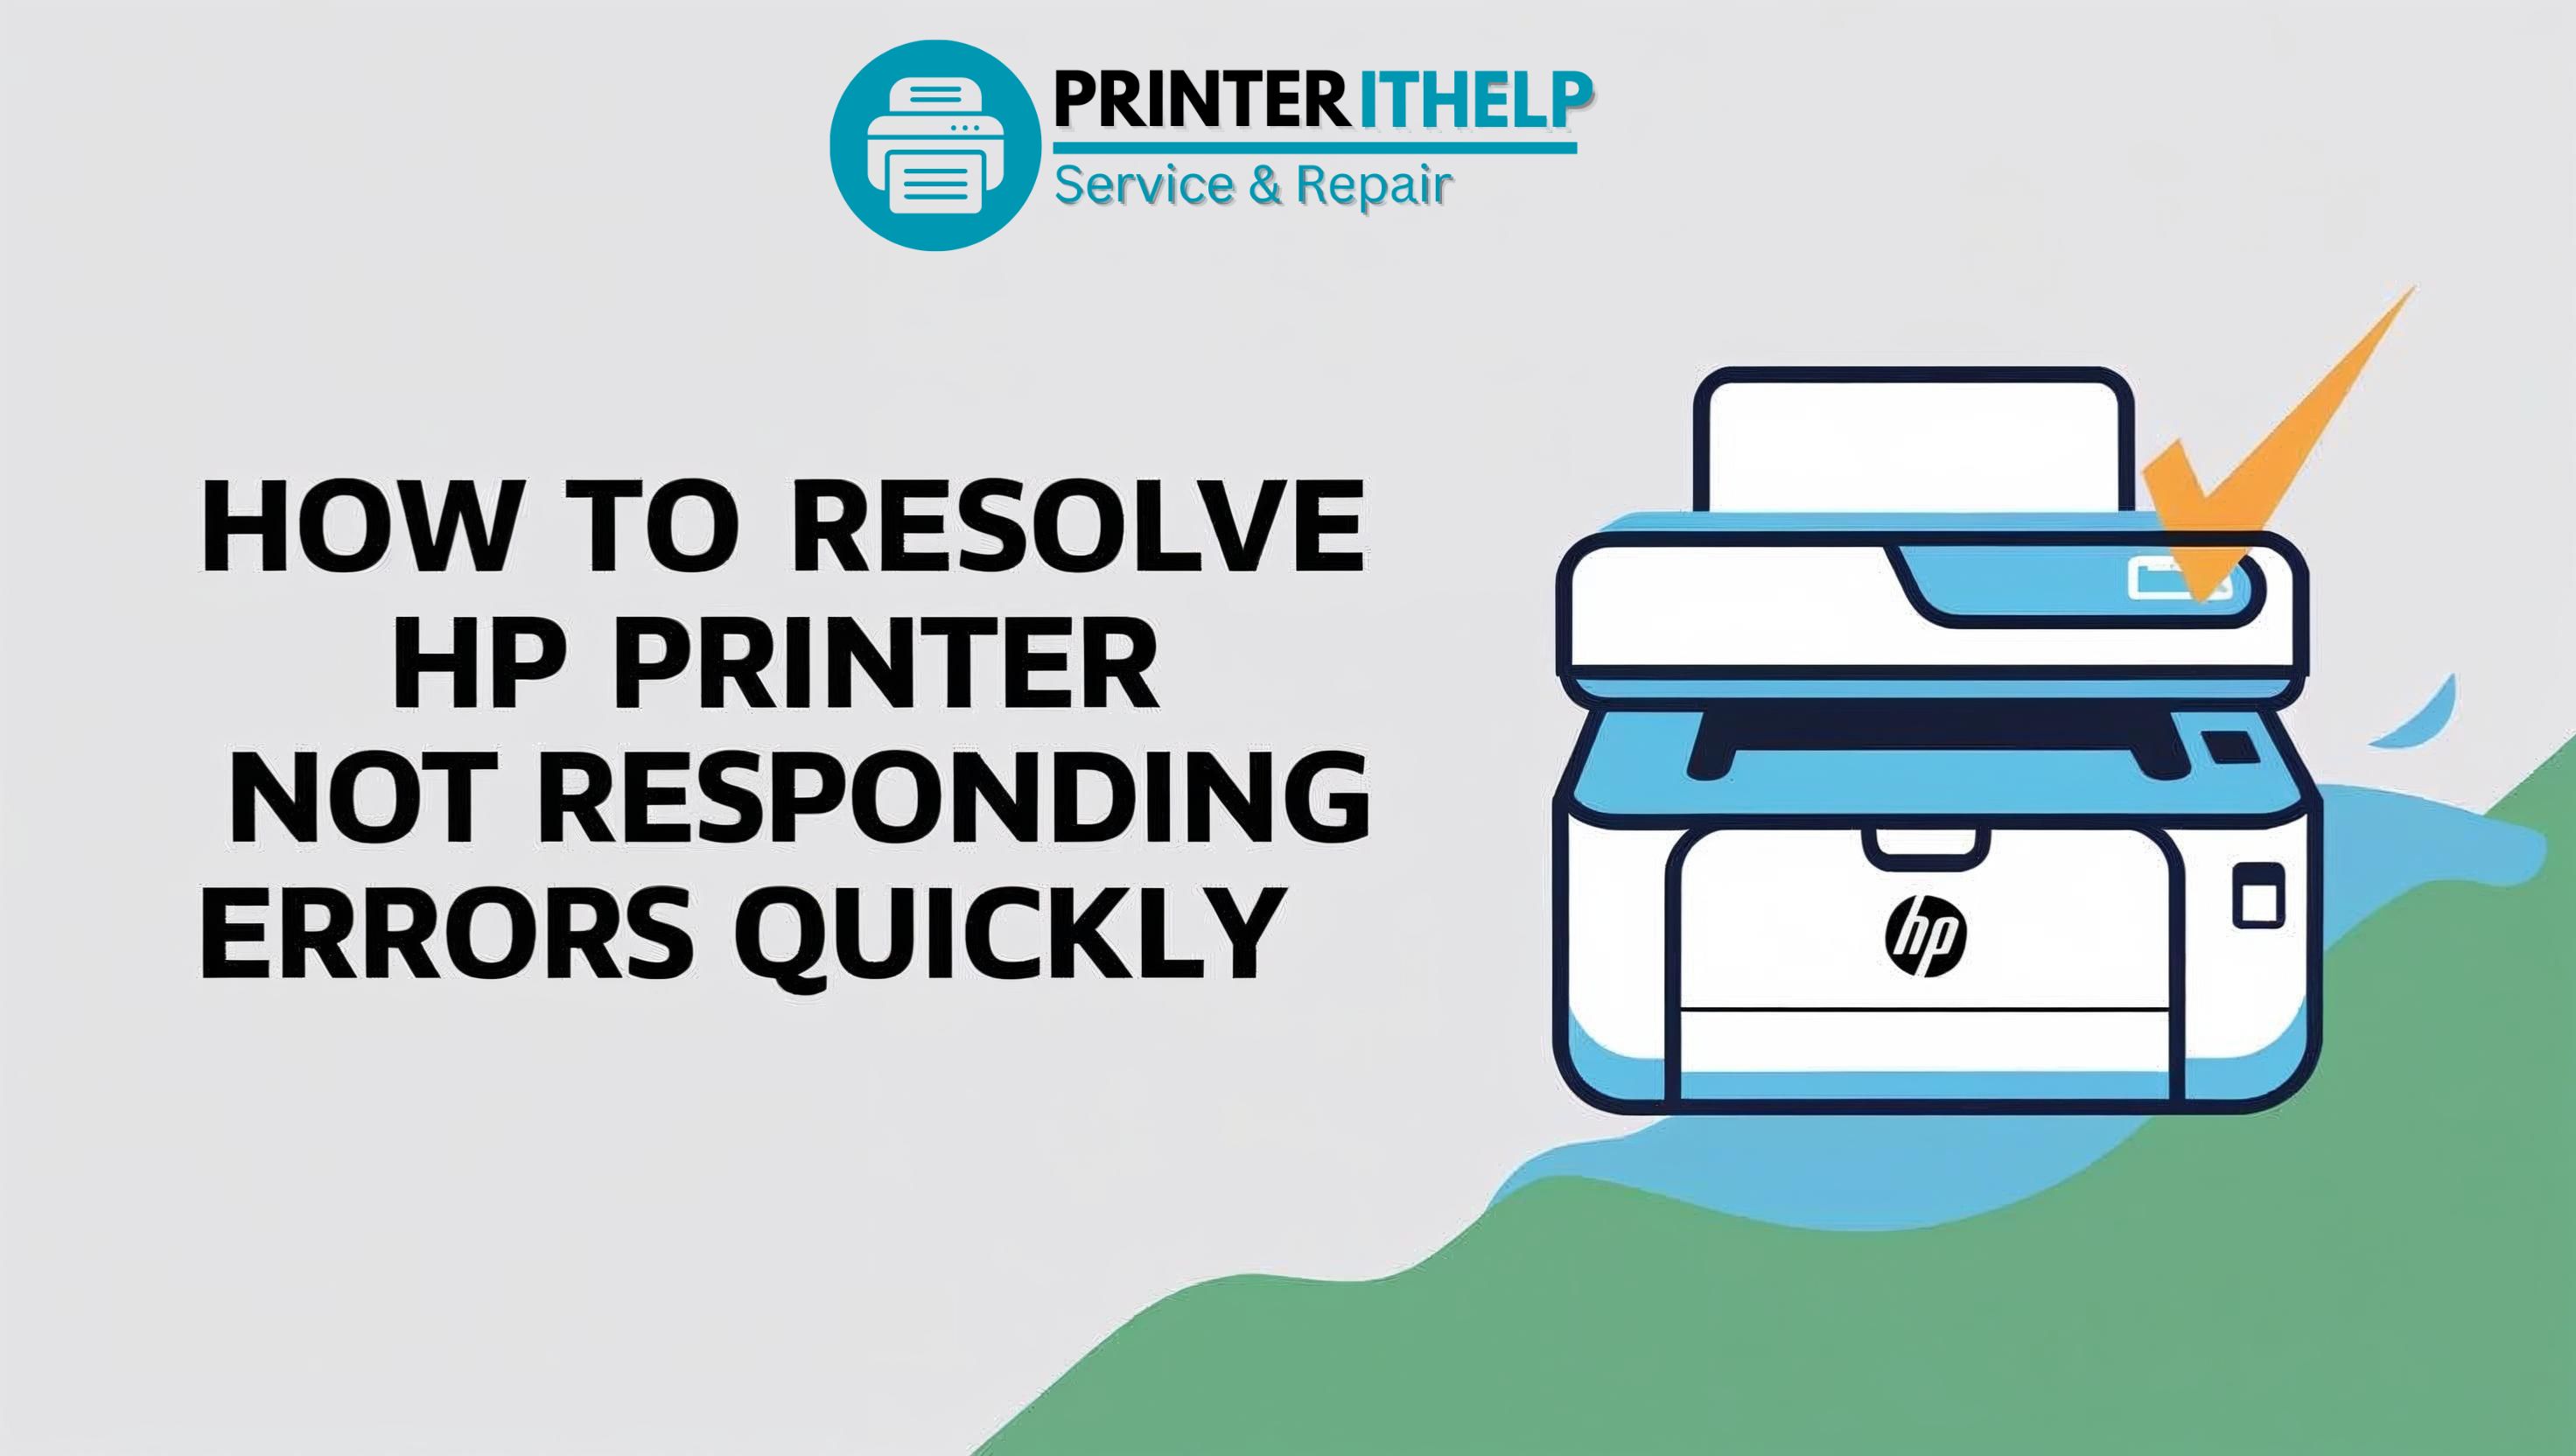 PRINTER ITHELP
Service & Repair
HOW TO RESOLVE
HP PRINTER
NOT RESPONDING
ERRORS QUICKLY
hp